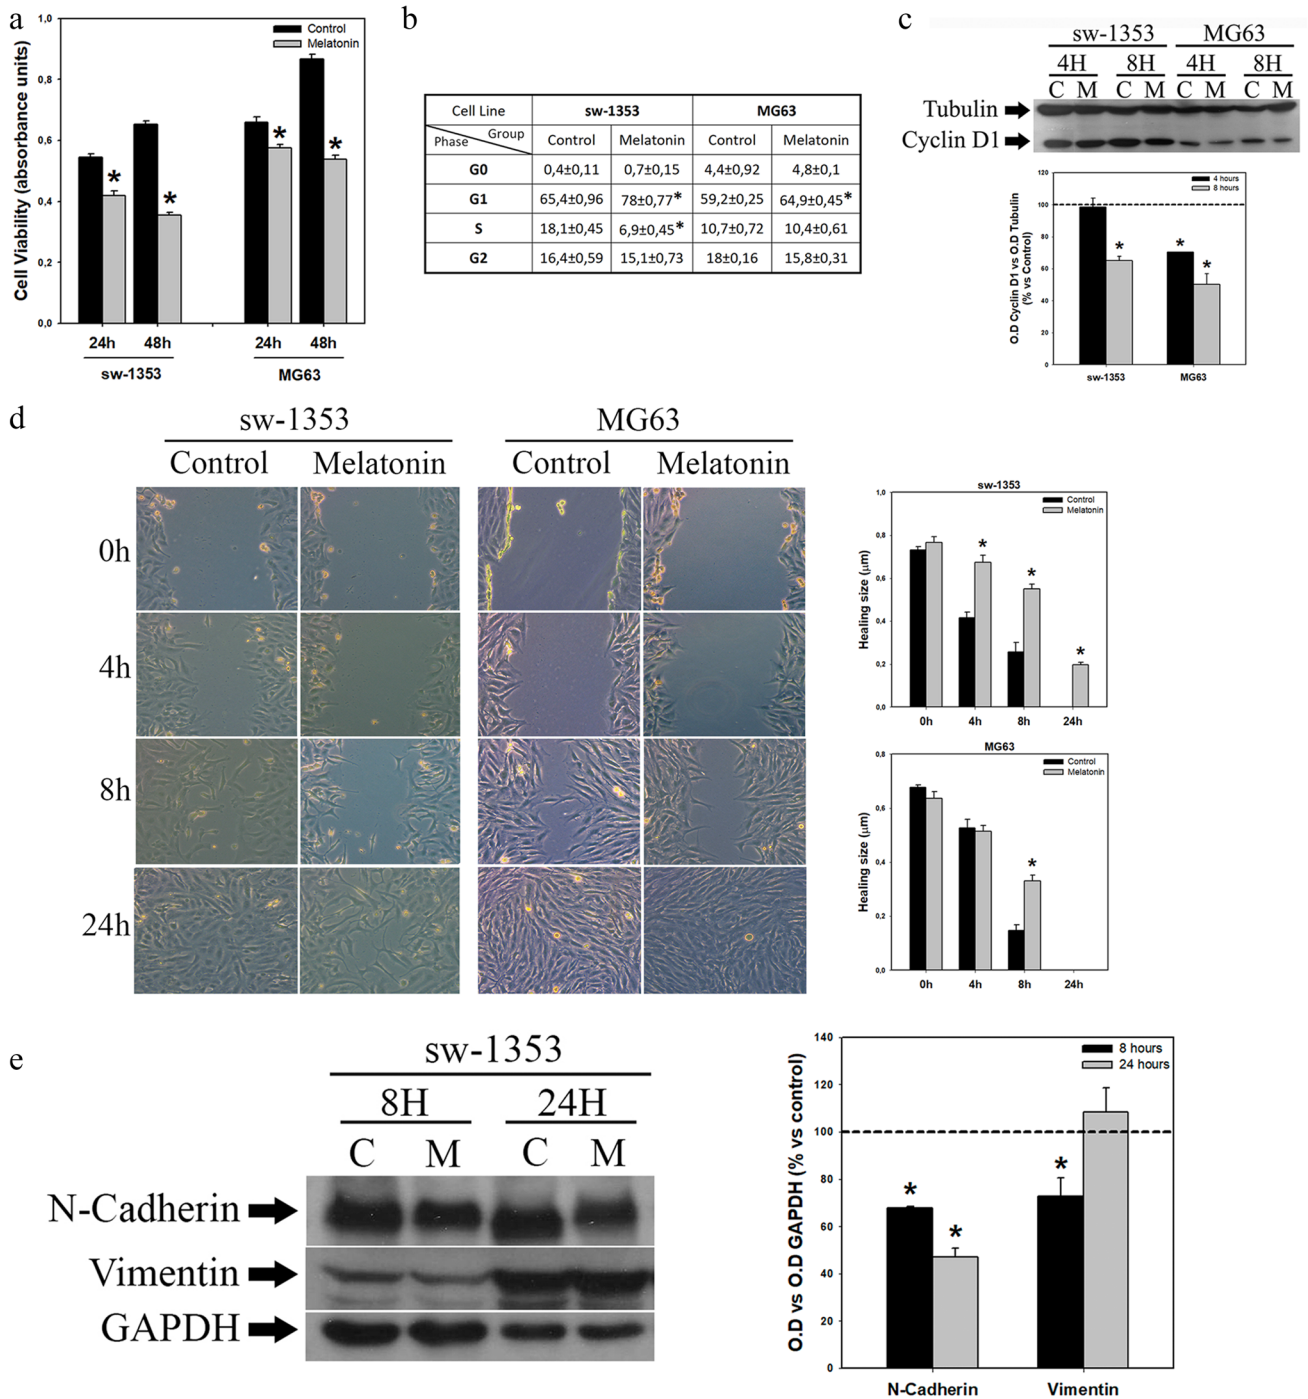 a
1,0
0,8
0,6
0,4
0,2
0,0
Cell Viability (absorbance units)
Control
Melatonin
* * * *
24h 48h 24h 48h
sw-1353 MG63
b
Cell Line sw-1353 MG63
Phase Group Control Melatonin Control Melatonin
G0 0,4±0,11 0,7±0,15 4,4±0,92 4,8±0,1
G1 65,4±0,96 78±0,77* 59,2±0,25 64,9±0,45*
S 18,1±0,45 6,9±0,45* 10,7±0,72 10,4±0,61
G2 16,4±0,59 15,1±0,73 18±0,16 15,8±0,31
c
sw-1353 MG63
4H 8H 4H 8H
C M C M C M C M
Tubulin
Cyclin D1
O.D Cyclin D1 vs O.D Tubulin
(% vs Control)
120
100
80
60
40
20
0
4 hours
8 hours
* * *
sw-1353 MG63
d
sw-1353 MG63
Control Melatonin Control Melatonin
0h
4h
8h
24h
sw-1353
Control
Melatonin
Healing size (µm)
1,0
0,8
0,6
0,4
0,2
0,0
* * *
0h 4h 8h 24h
MG63
Control
Melatonin
Healing size (µm)
0,8
0,6
0,4
0,2
0,0
*
0h 4h 8h 24h
e
sw-1353
8H 24H
C M C M
N-Cadherin
Vimentin
GAPDH
O.D vs O.D GAPDH (% vs control)
140
120
100
80
60
40
20
0
8 hours
24 hours
* * *
N-Cadherin Vimentin